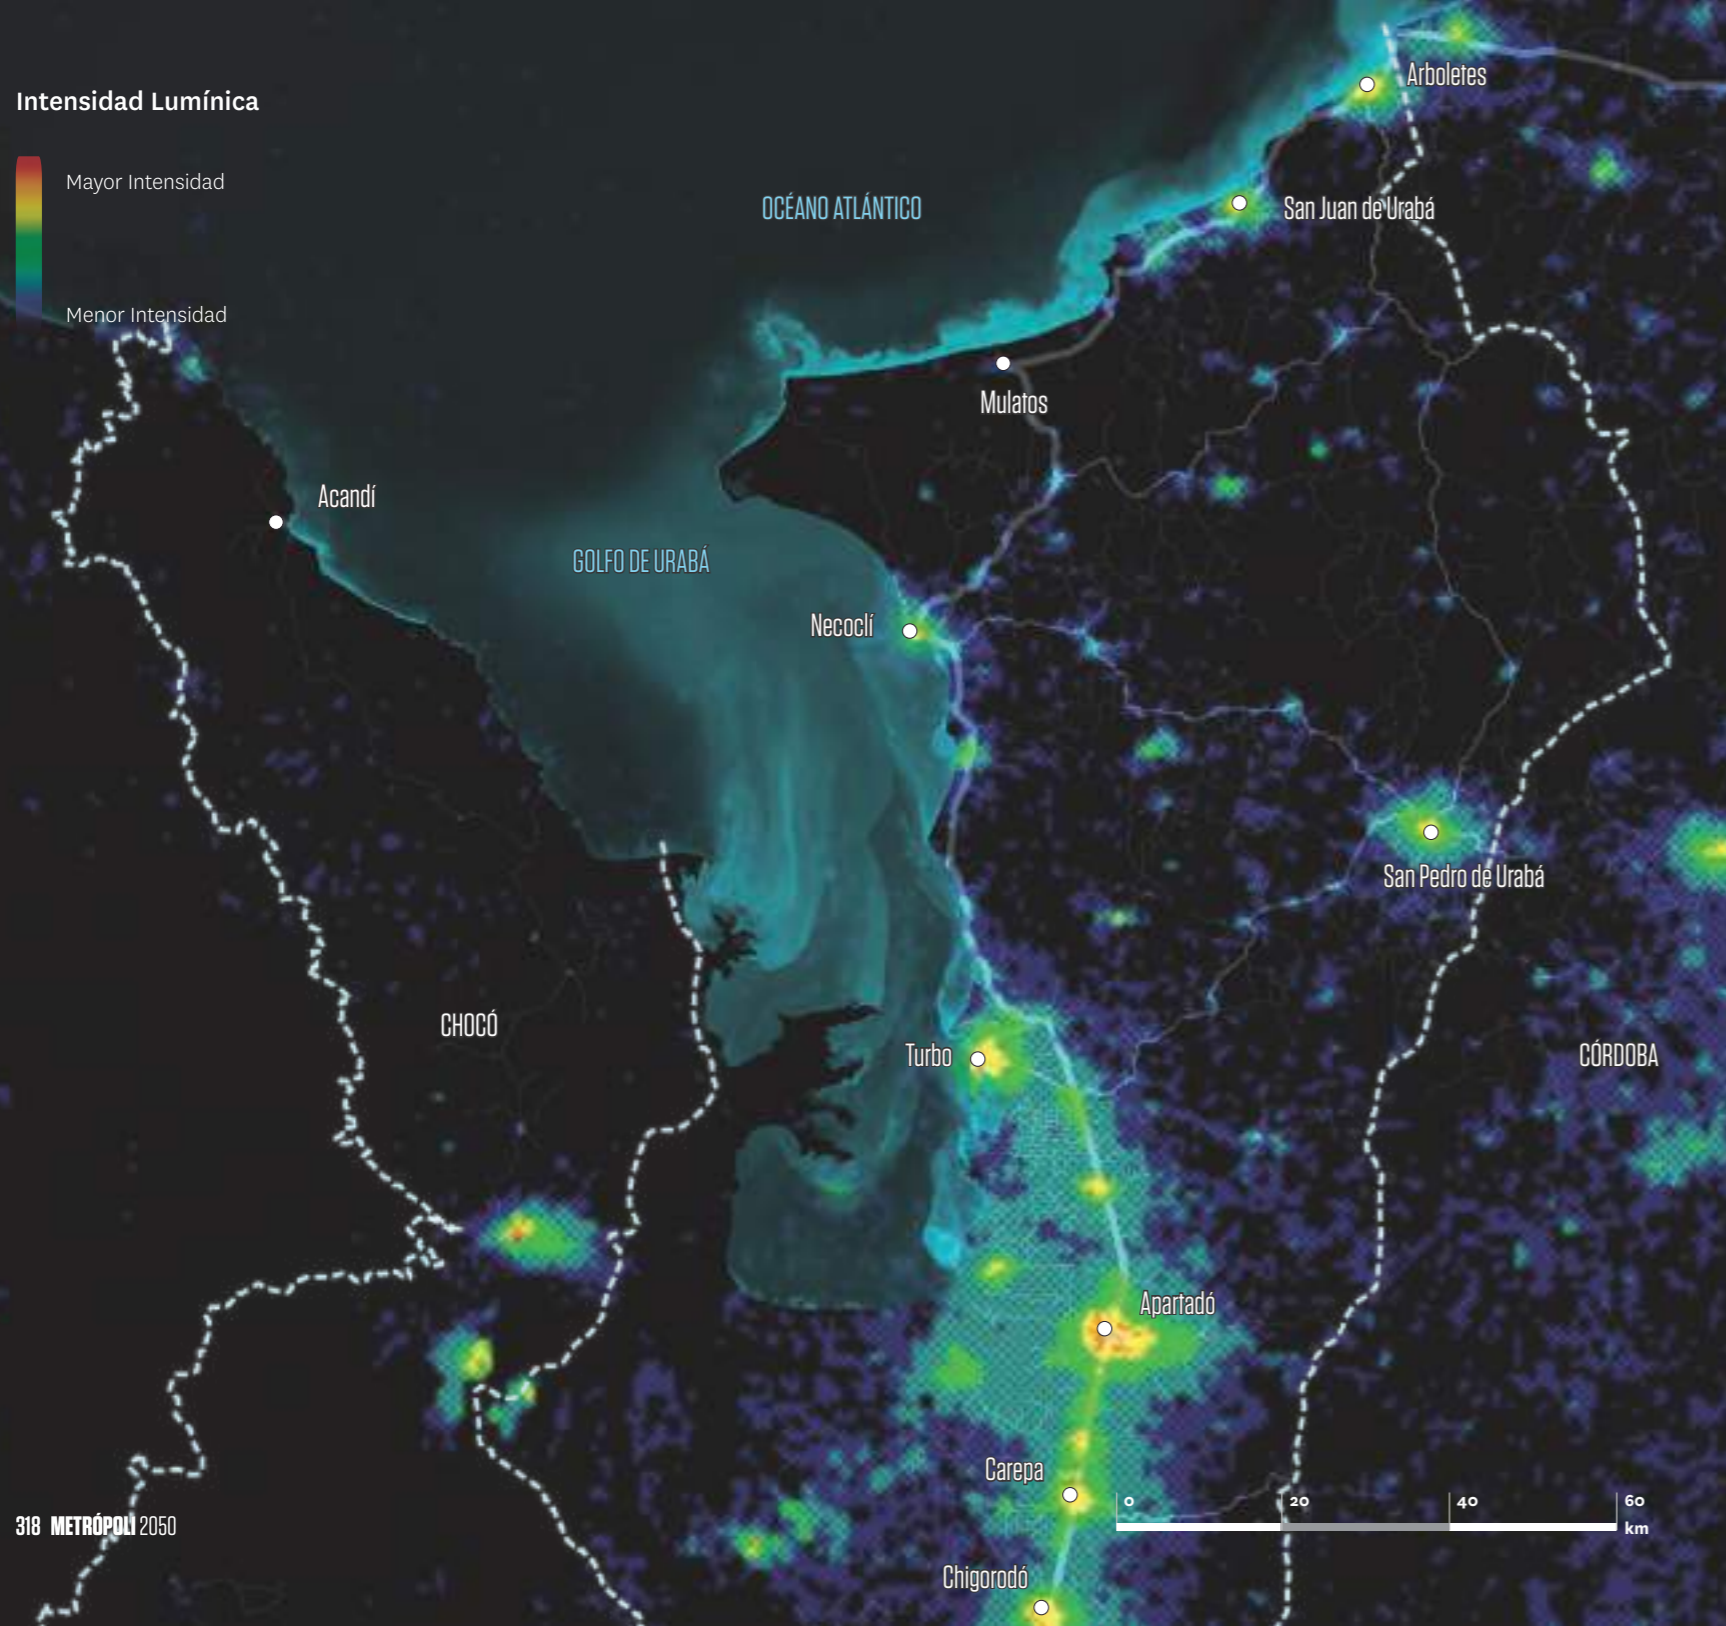 Intensidad Lumínica
Mayor Intensidad
Menor Intensidad
Arboletes
OCÉANO ATLÁNTICO
San Juan de Urabá
Mulatos
Acandí
GOLFO DE URABÁ
Necoclí
San Pedro de Urabá
CHOCÓ
Turbo
CÓRDOBA
Apartadó
Carepa
0 20 40 60
km
318 METRÓPOLI 2050
Chigorodó